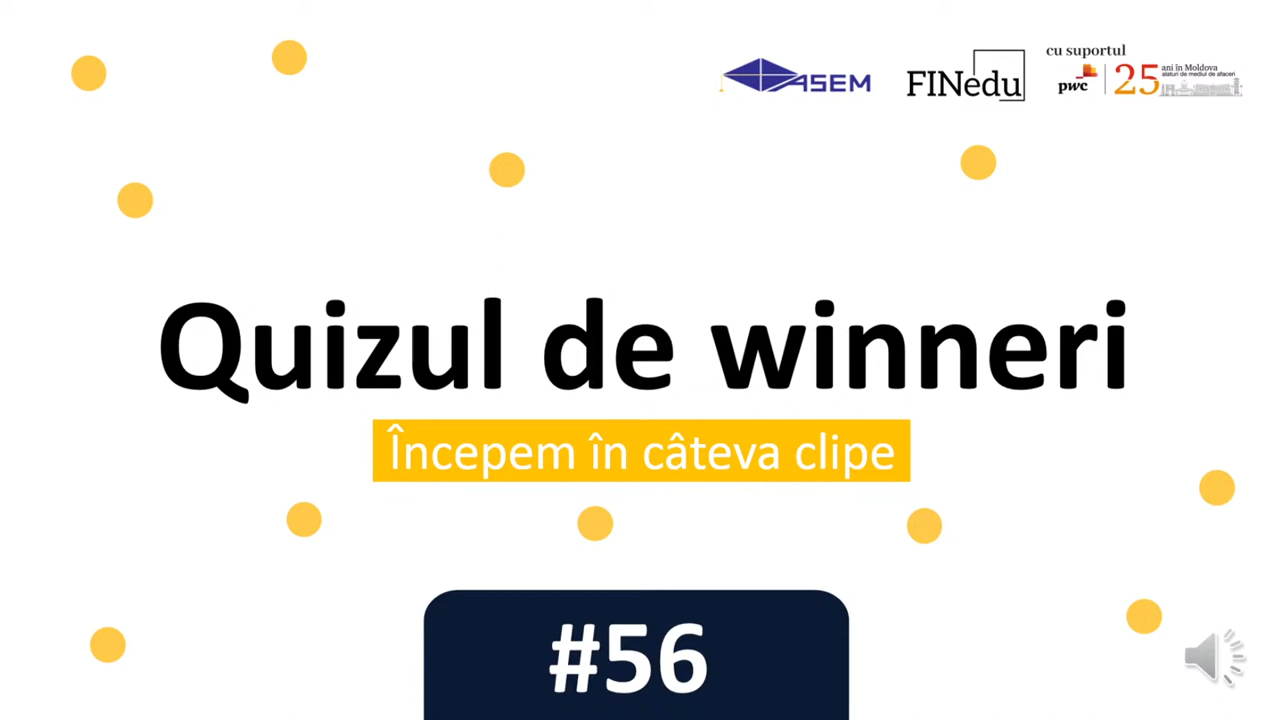 ASEM
FINedu
cu suportul
pwc
25
ani în Moldova
alaturi de mediul de afaceri
Quizul de winneri
Începem în câteva clipe
#56